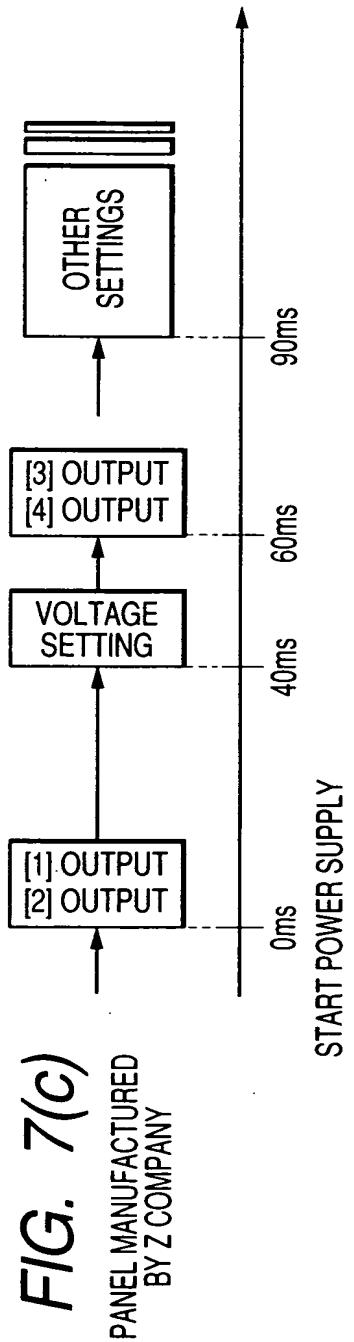 FIG. 7(c)
PANEL MANUFACTURED
BY Z COMPANY
[1] OUTPUT
[2] OUTPUT
VOLTAGE
SETTING
[3] OUTPUT
[4] OUTPUT
OTHER
SETTINGS
0ms
40ms
60ms
90ms
START POWER SUPPLY